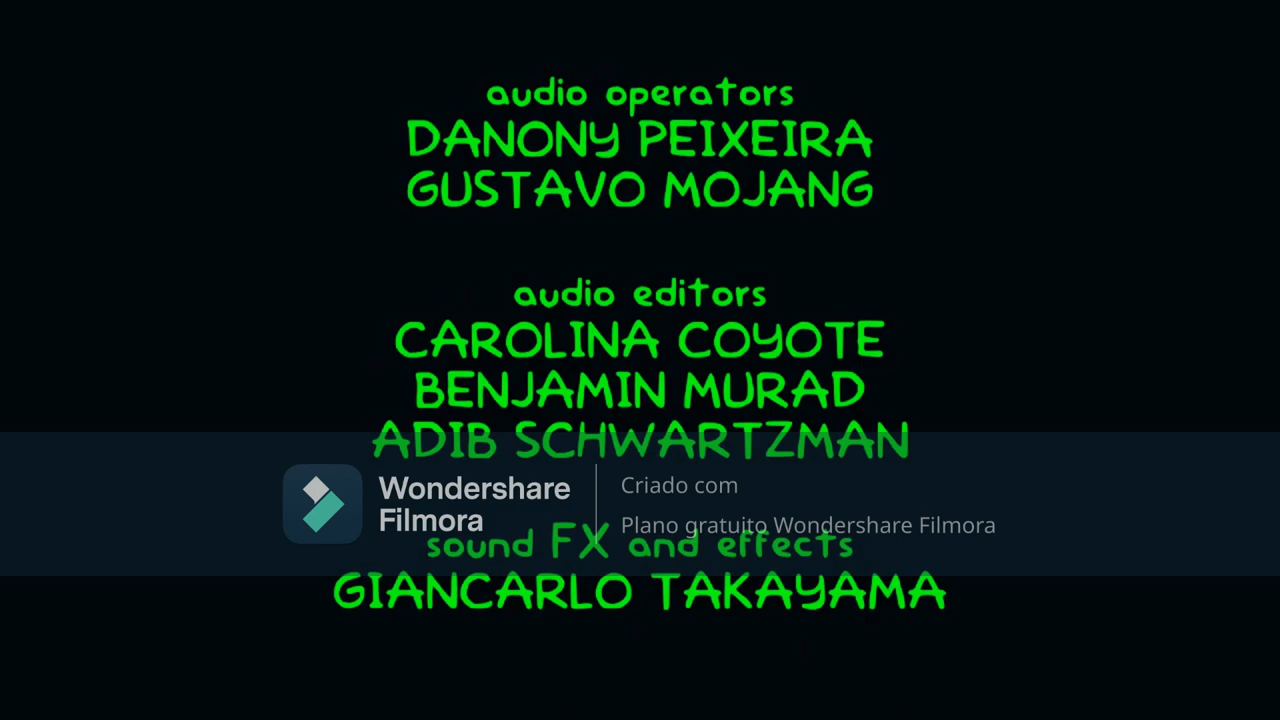 audio operators
DANONY PEIXEIRA
GUSTAVO MOJANG
audio editors
CAROLINA COYOTE
BENJAMIN MURAD
ADIB SCHWARTZMAN
Wondershare
Filmora
Criado com
Plano gratuito Wondershare Filmora
sound FX and effects
GIANCARLO TAKAYAMA